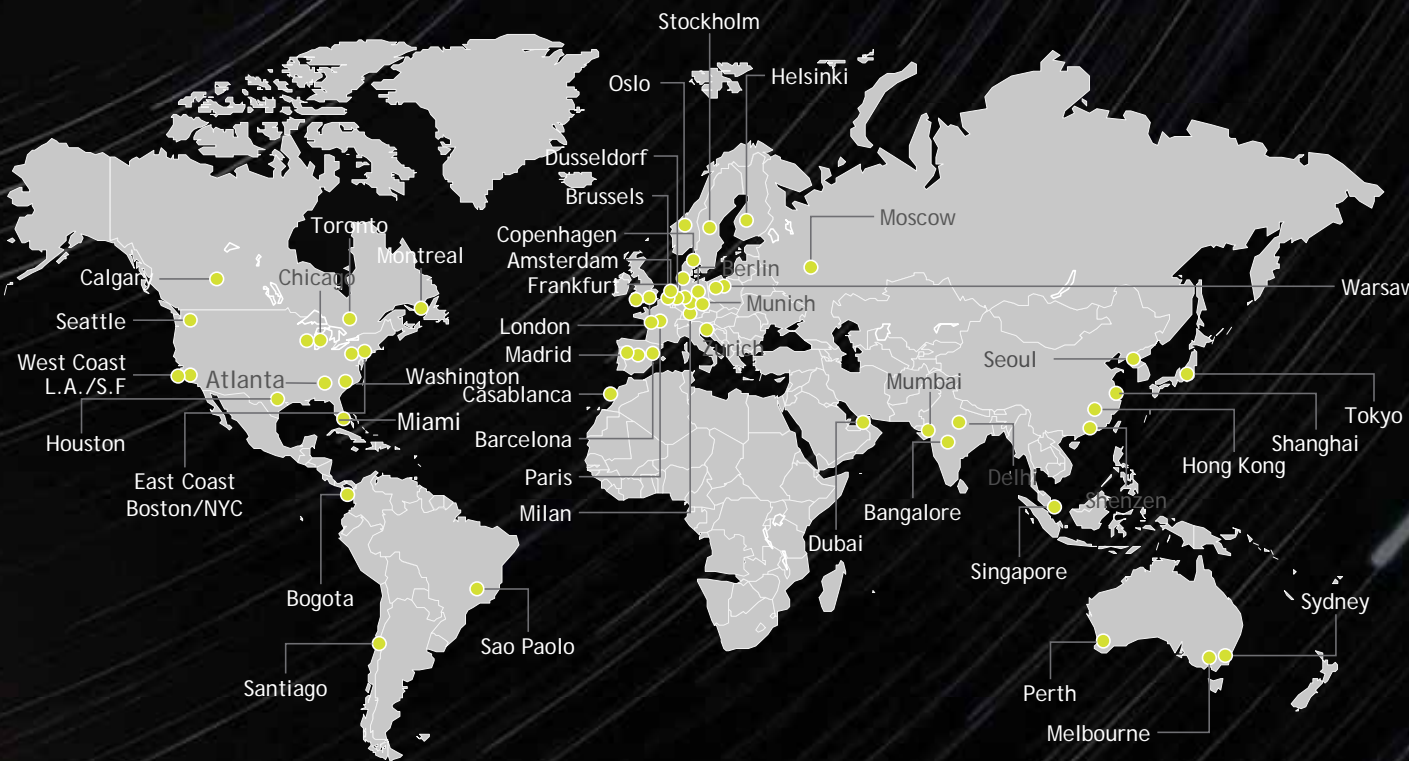 Stockholm
Oslo
Helsinki
Dusseldorf
Brussels
Toronto
Moscow
Copenhagen
Montreal
Amsterdam
Berlin
Calgary
Chicago
Frankfurt
Warsaw
Munich
Seattle
London
Zurich
Madrid
West Coast
L.A./S.F
Seoul
Atlanta
Washington
Mumbai
Casablanca
Tokyo
Miami
Houston
Barcelona
Shanghai
Hong Kong
Paris
Delhi
East Coast
Boston/NYC
Shenzen
Milan
Bangalore
Dubai
Singapore
Bogota
Sydney
Sao Paolo
Santiago
Perth
Melbourne